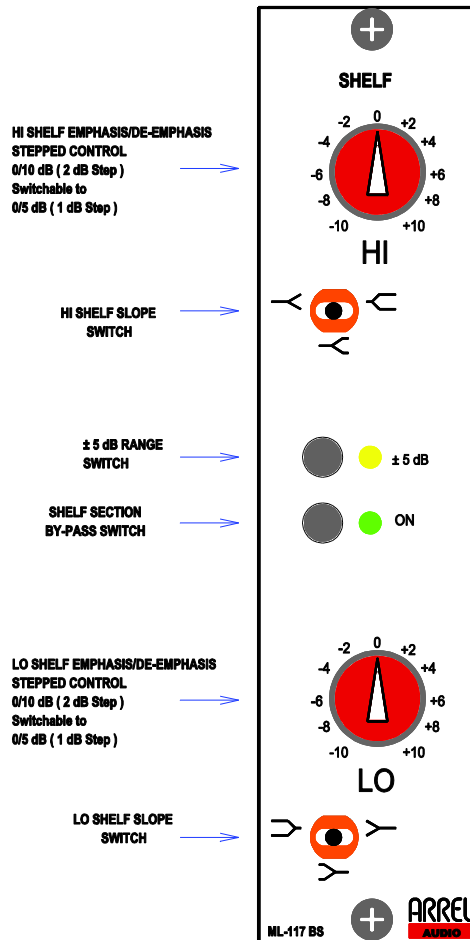 SHELF
HI SHELF EMPHASIS/DE-EMPHASIS
STEPPED CONTROL
0/10 dB ( 2 dB Step )
Switchable to
0/5 dB ( 1 dB Step )
0
-2 +2
-4 +4
-6 +6
-8 +8
-10 +10
HI
HI SHELF SLOPE
SWITCH
± 5 dB RANGE
SWITCH
± 5 dB
SHELF SECTION
BY-PASS SWITCH
ON
LO SHELF EMPHASIS/DE-EMPHASIS
STEPPED CONTROL
0/10 dB ( 2 dB Step )
Switchable to
0/5 dB ( 1 dB Step )
0
-2 +2
-4 +4
-6 +6
-8 +8
-10 +10
LO
LO SHELF SLOPE
SWITCH
ML-117 BS
ARREL
AUDIO